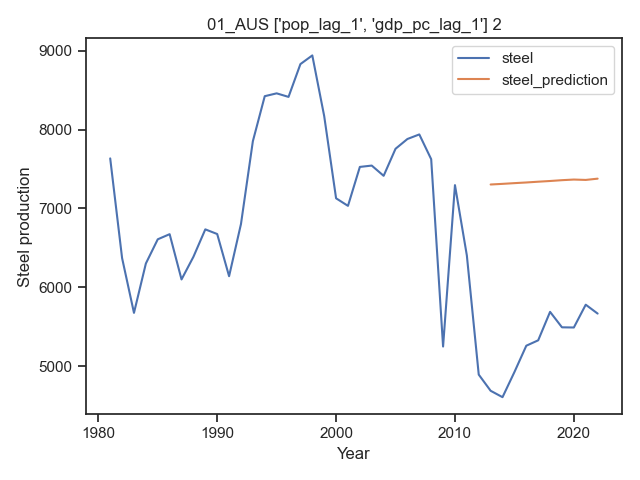 01_AUS ['pop_lag_1', 'gdp_pc_lag_1'] 2
steel
steel_prediction
9000
8000
7000
6000
5000
Steel production
1980
1990
2000
2010
2020
Year